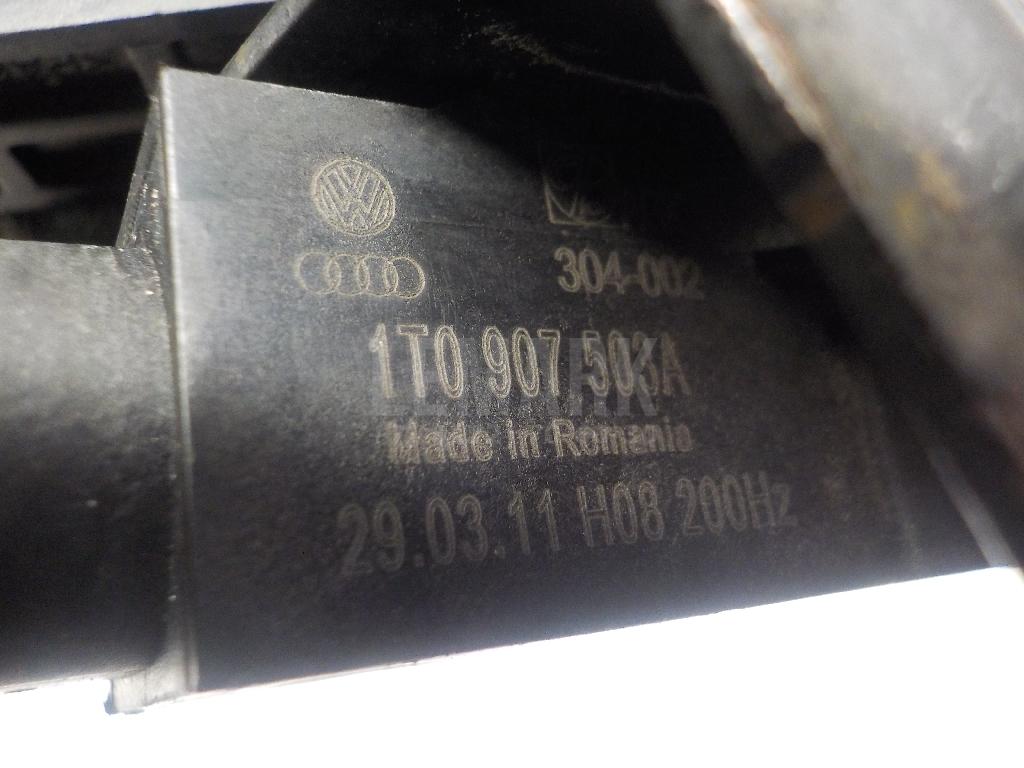 304-002
1T0 907 503A
Made in Romania
29.03.11 H08 200Hz